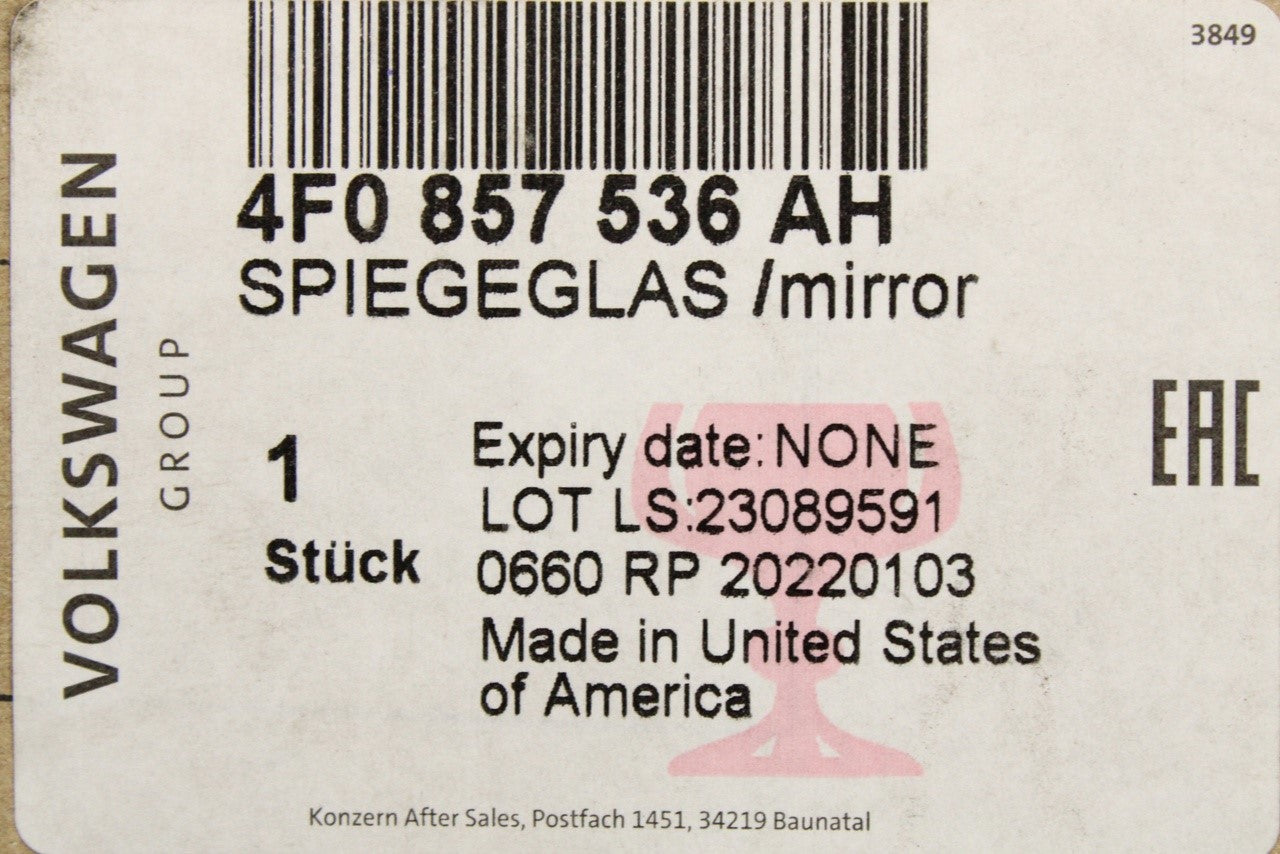 3849
4F0 857 536 AH
SPIEGEGLAS /mirror
VOLKSWAGEN
GROUP
EAC
1
Stück
Expiry date: NONE
LOT LS:23089591
0660 RP 20220103
Made in United States
of America
Konzern After Sales, Postfach 1451, 34219 Baunatal